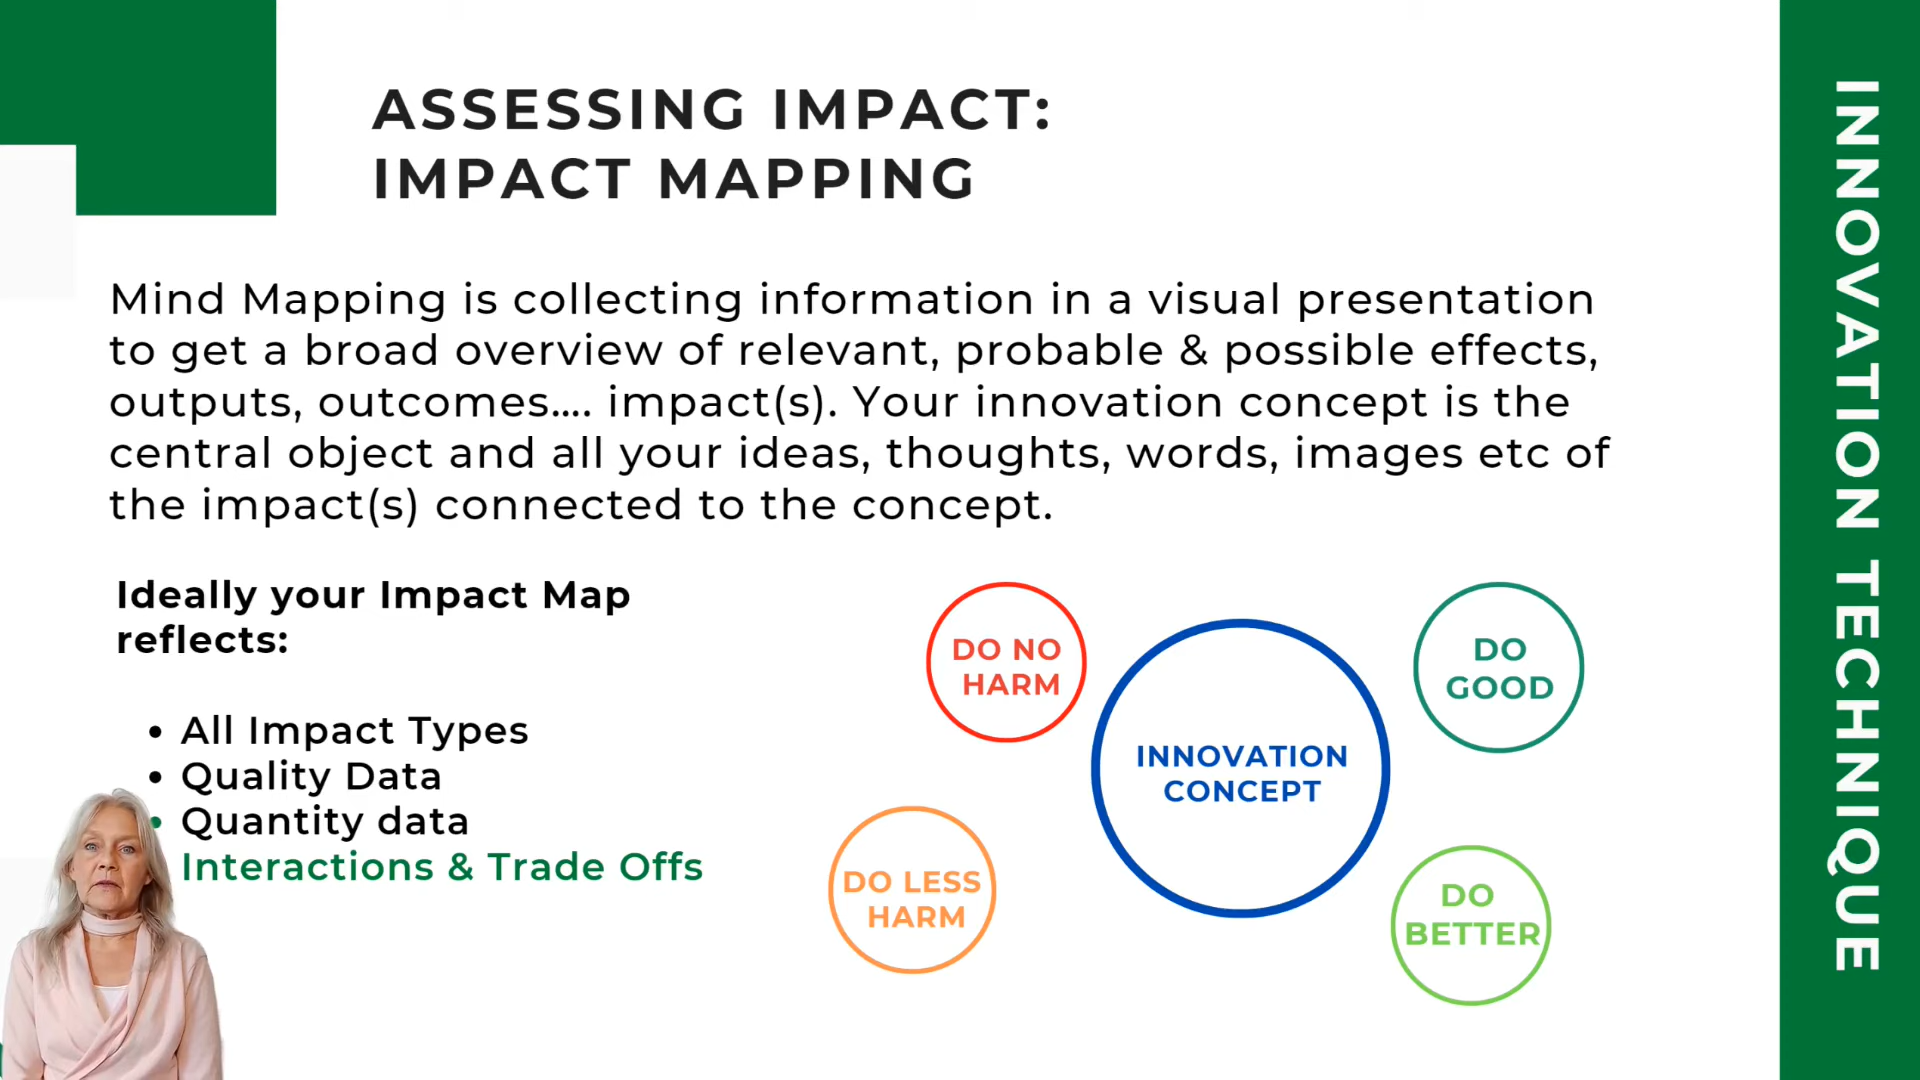 ASSESSING IMPACT:
IMPACT MAPPING
Mind Mapping is collecting information in a visual presentation
to get a broad overview of relevant, probable & possible effects,
outputs, outcomes.... impact(s). Your innovation concept is the
central object and all your ideas, thoughts, words, images etc of
the impact(s) connected to the concept.
Ideally your Impact Map
reflects:
• All Impact Types
• Quality Data
• Quantity data
Interactions & Trade Offs
DO NO
HARM
DO
GOOD
INNOVATION
CONCEPT
DO LESS
HARM
DO
BETTER
INNOVATION TECHNIQUE